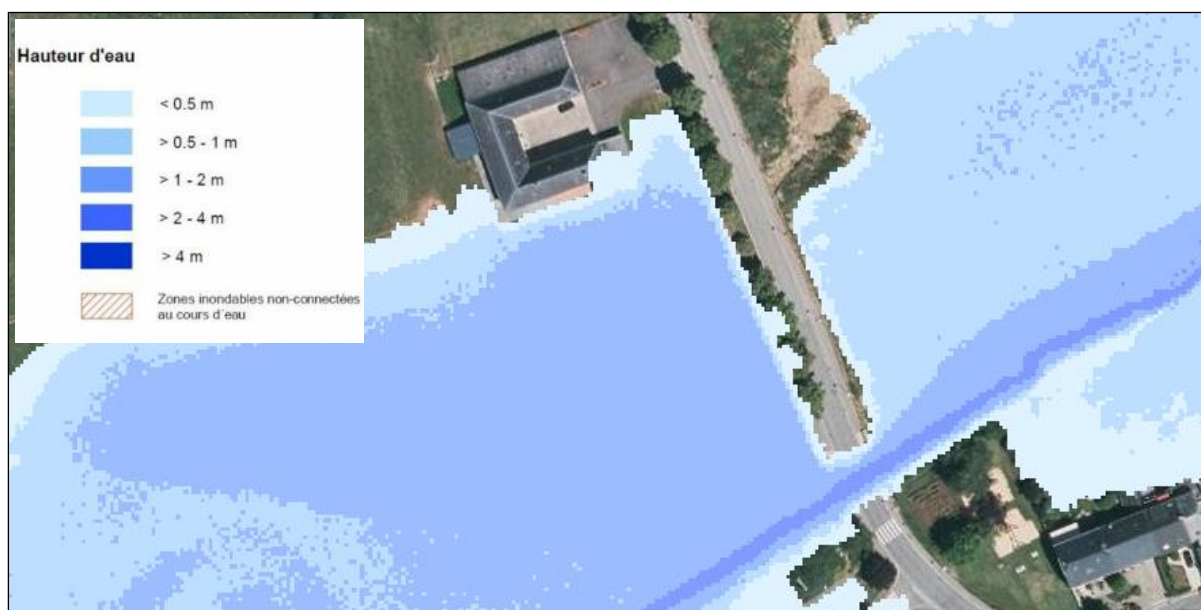 Hauteur d'eau
< 0.5 m
> 0.5 - 1 m
> 1 - 2 m
> 2 - 4 m
> 4 m
Zones inondables non-connectées
au cours d´eau